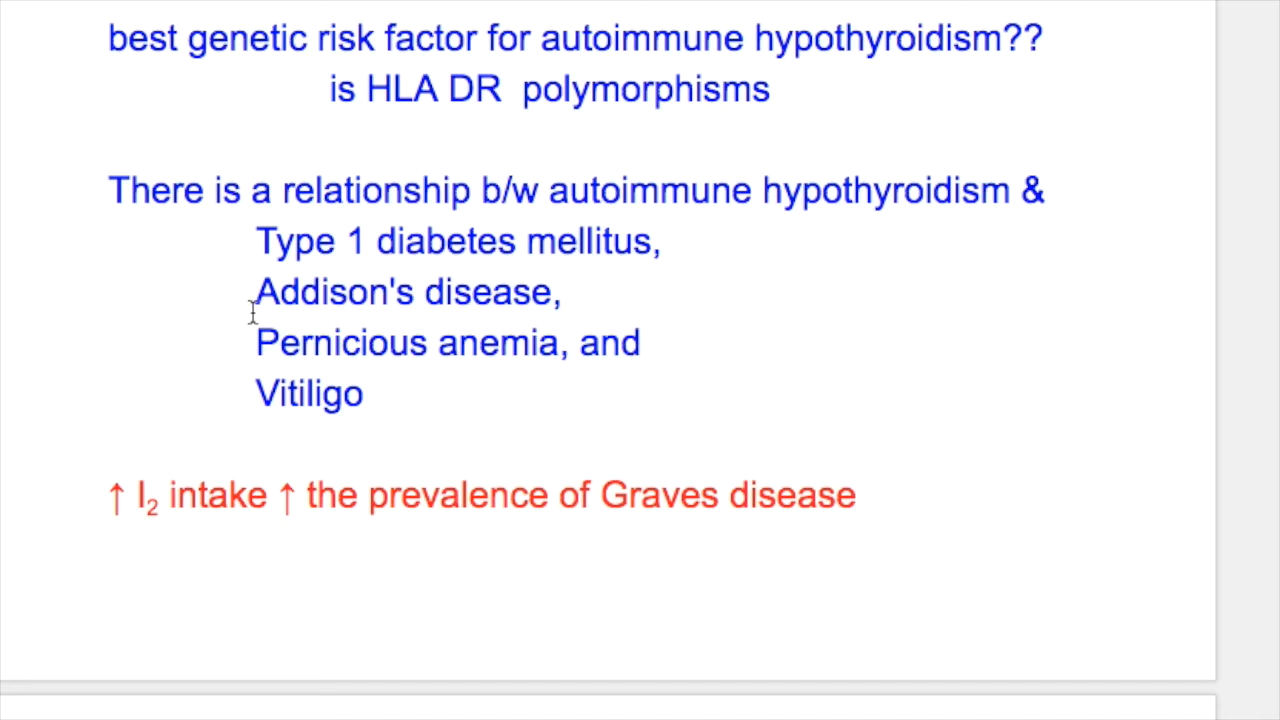 best genetic risk factor for autoimmune hypothyroidism??
is HLA DR polymorphisms
There is a relationship b/w autoimmune hypothyroidism &
Type 1 diabetes mellitus,
Addison's disease,
Pernicious anemia, and
Vitiligo
↑ I₂ intake ↑ the prevalence of Graves disease